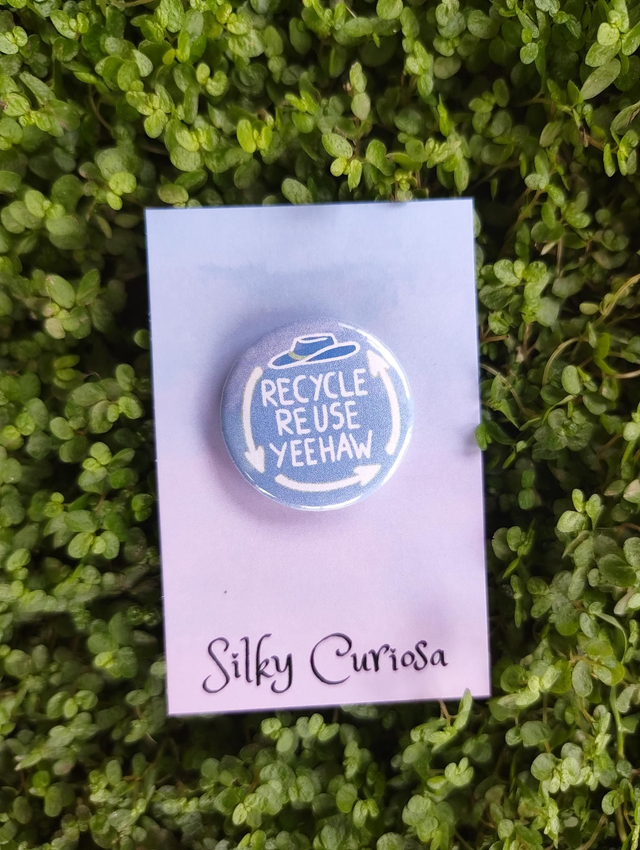 RECYCLE
REUSE
YEEHAW
Silky Curiosa